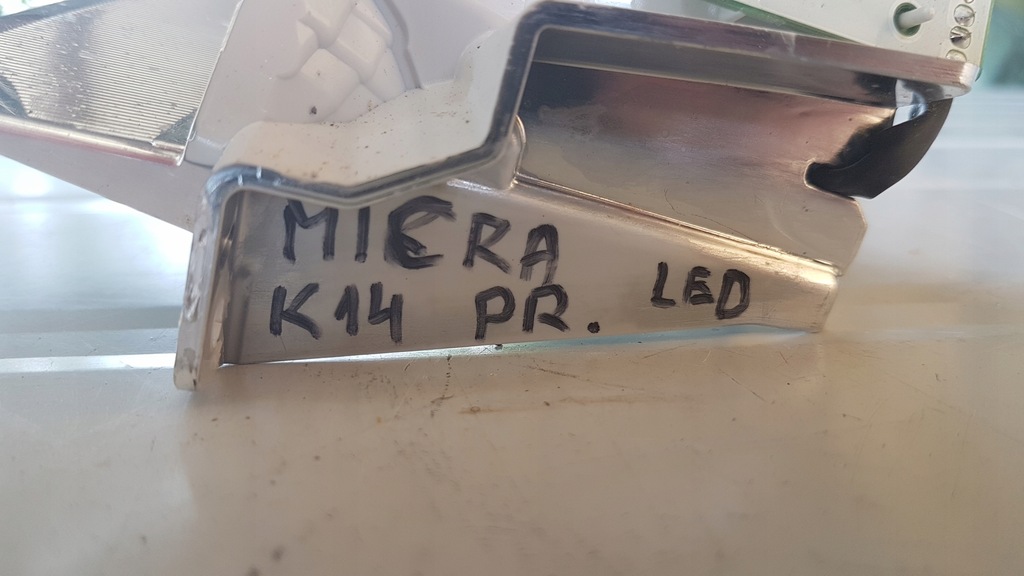 MIERA
K14 PR. LED